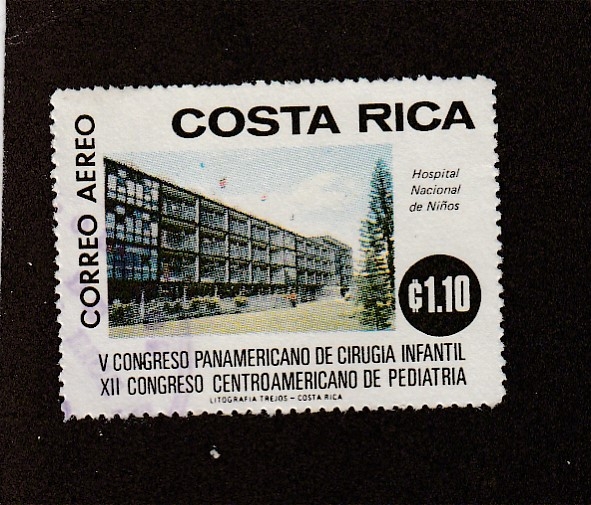 COSTA RICA
CORREO AEREO
Hospital
Nacional
de Niños
₡1.10
V CONGRESO PANAMERICANO DE CIRUGIA INFANTIL
XII CONGRESO CENTROAMERICANO DE PEDIATRIA
LITOGRAFIA TREJOS – COSTA RICA